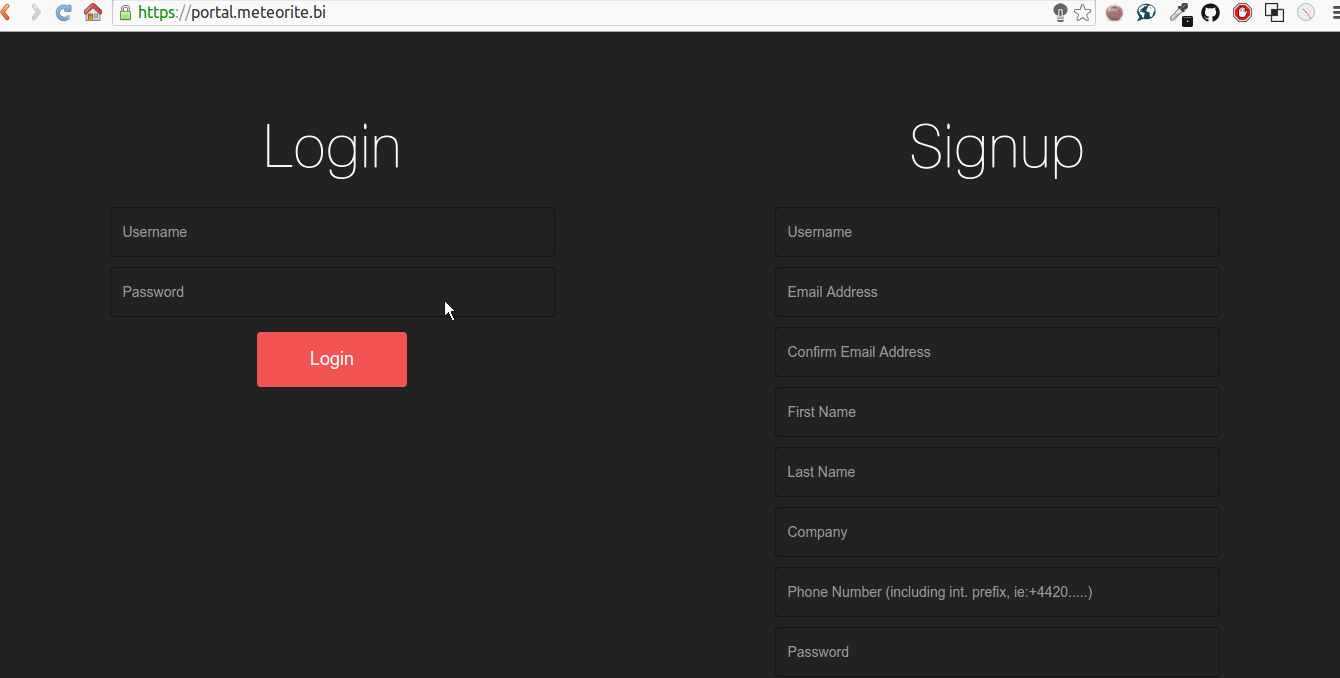 https://portal.meteorite.bi
Login
Username
Password
Login
Signup
Username
Email Address
Confirm Email Address
First Name
Last Name
Company
Phone Number (including int. prefix, ie:+4420.....)
Password